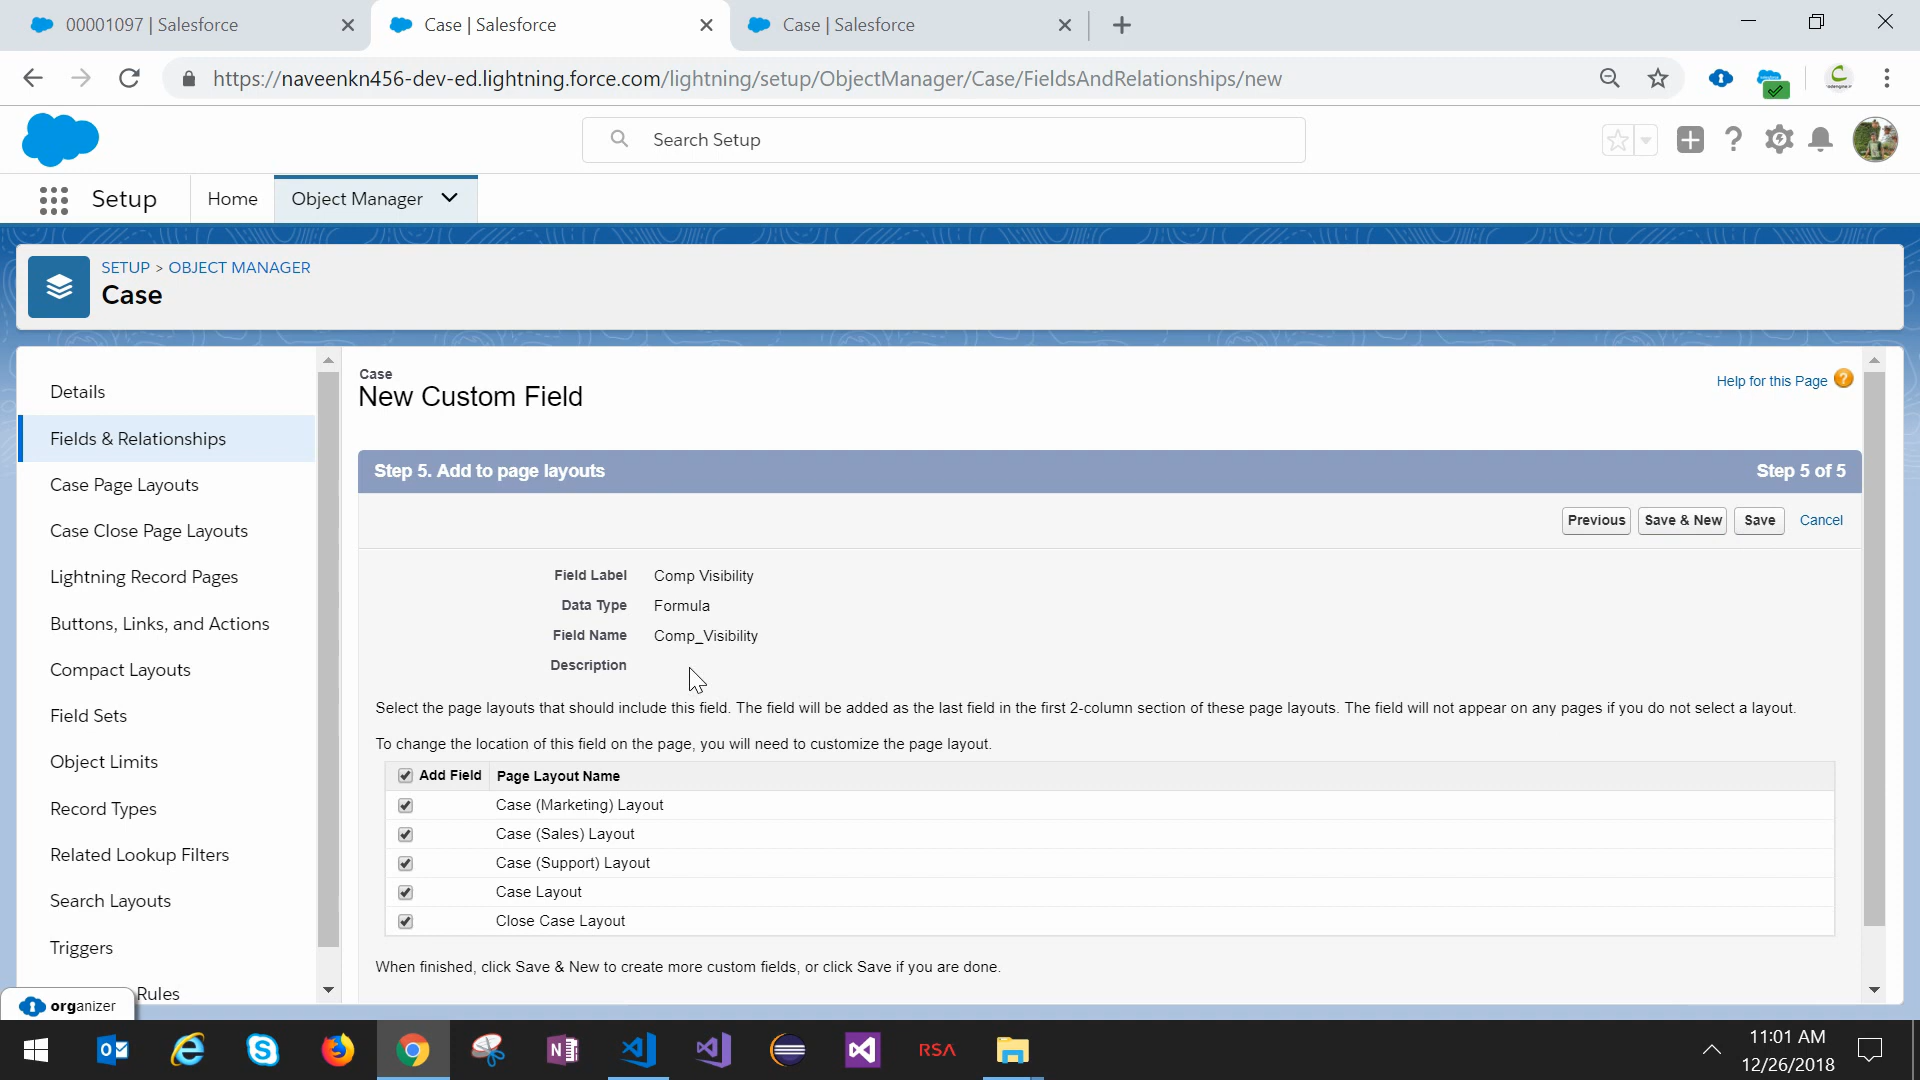 00001097 | Salesforce
Case | Salesforce
Case | Salesforce
https://naveenkn456-dev-ed.lightning.force.com/lightning/setup/ObjectManager/Case/FieldsAndRelationships/new
Search Setup
Setup
Home
Object Manager
SETUP > OBJECT MANAGER
Case
Details
Fields & Relationships
Case Page Layouts
Case Close Page Layouts
Lightning Record Pages
Buttons, Links, and Actions
Compact Layouts
Field Sets
Object Limits
Record Types
Related Lookup Filters
Search Layouts
Triggers
Rules
organizer
Case
New Custom Field
Help for this Page
Step 5. Add to page layouts
Step 5 of 5
Previous
Save & New
Save
Cancel
Field Label Comp Visibility
Data Type Formula
Field Name Comp_Visibility
Description
Select the page layouts that should include this field. The field will be added as the last field in the first 2-column section of these page layouts. The field will not appear on any pages if you do not select a layout.
To change the location of this field on the page, you will need to customize the page layout.
Add Field Page Layout Name
Case (Marketing) Layout
Case (Sales) Layout
Case (Support) Layout
Case Layout
Close Case Layout
When finished, click Save & New to create more custom fields, or click Save if you are done.
RSA
11:01 AM
12/26/2018